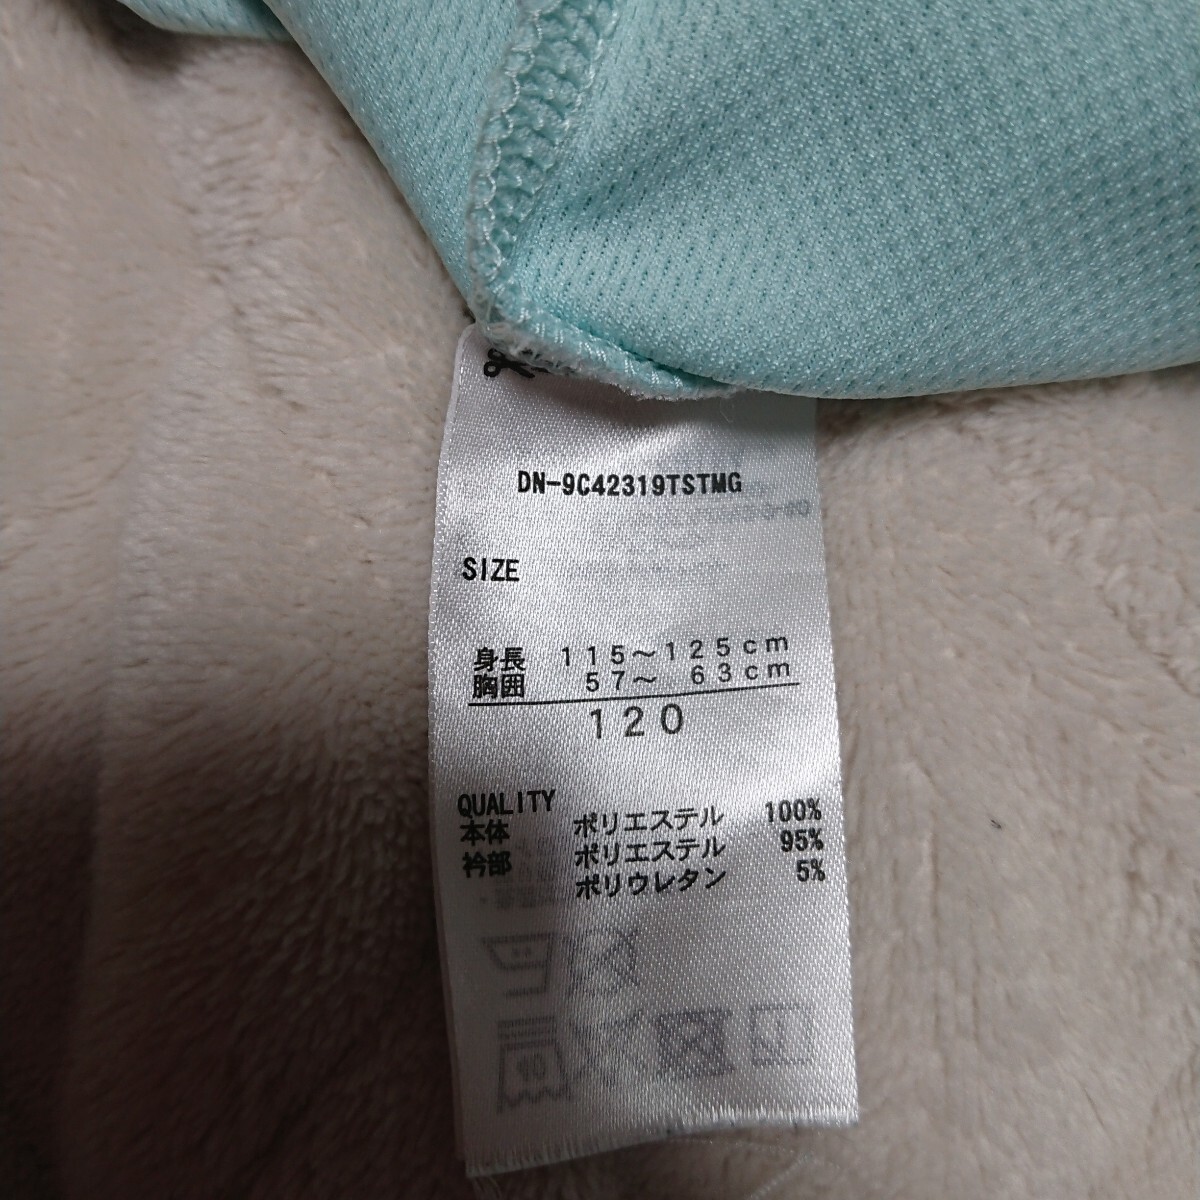 DN-9C42319TSTMG
SIZE
身長 115～125cm
胸囲 57～ 63cm
120
QUALITY
本体 ポリエステル 100%
衿部 ポリエステル 95%
ポリウレタン 5%